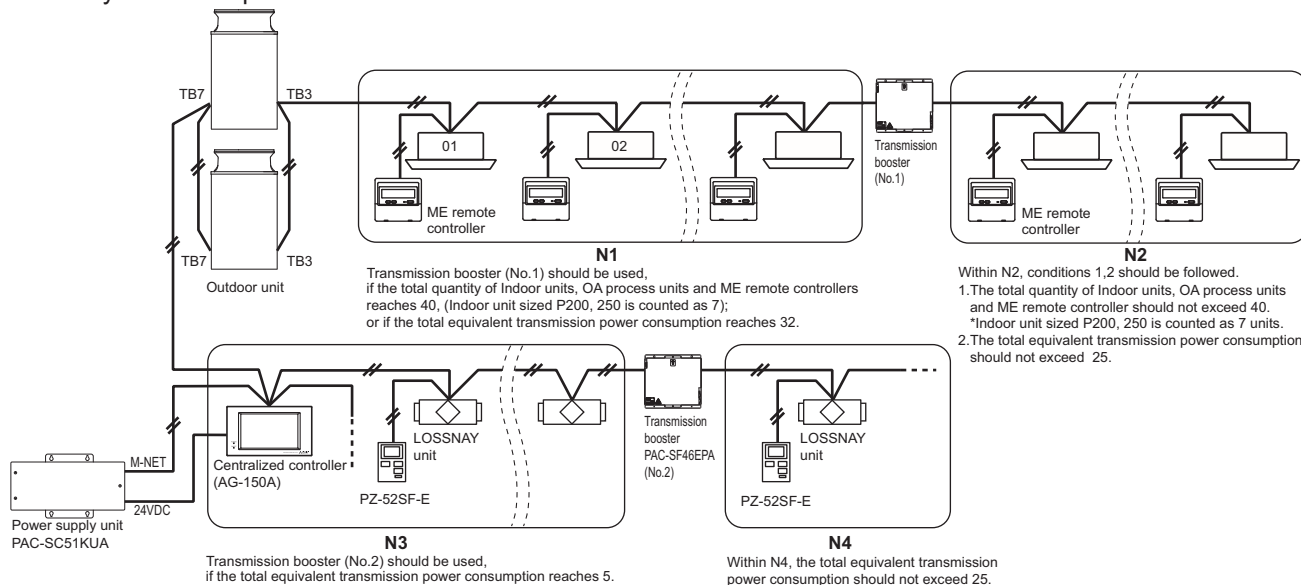 TB7
TB3
TB7
TB3
Outdoor unit
01
02
ME remote
controller
Transmission
booster
(No.1)
ME remote
controller
N1
Transmission booster (No.1) should be used,
if the total quantity of Indoor units, OA process units and ME remote controllers
reaches 40, (Indoor unit sized P200, 250 is counted as 7);
or if the total equivalent transmission power consumption reaches 32.
N2
Within N2, conditions 1,2 should be followed.
1.The total quantity of Indoor units, OA process units
and ME remote controller should not exceed 40.
*Indoor unit sized P200, 250 is counted as 7 units.
2.The total equivalent transmission power consumption
should not exceed 25.
M-NET
24VDC
Power supply unit
PAC-SC51KUA
Centralized controller
(AG-150A)
LOSSNAY
unit
PZ-52SF-E
Transmission
booster
PAC-SF46EPA
(No.2)
LOSSNAY
unit
PZ-52SF-E
N3
Transmission booster (No.2) should be used,
if the total equivalent transmission power consumption reaches 5.
N4
Within N4, the total equivalent transmission
power consumption should not exceed 25.